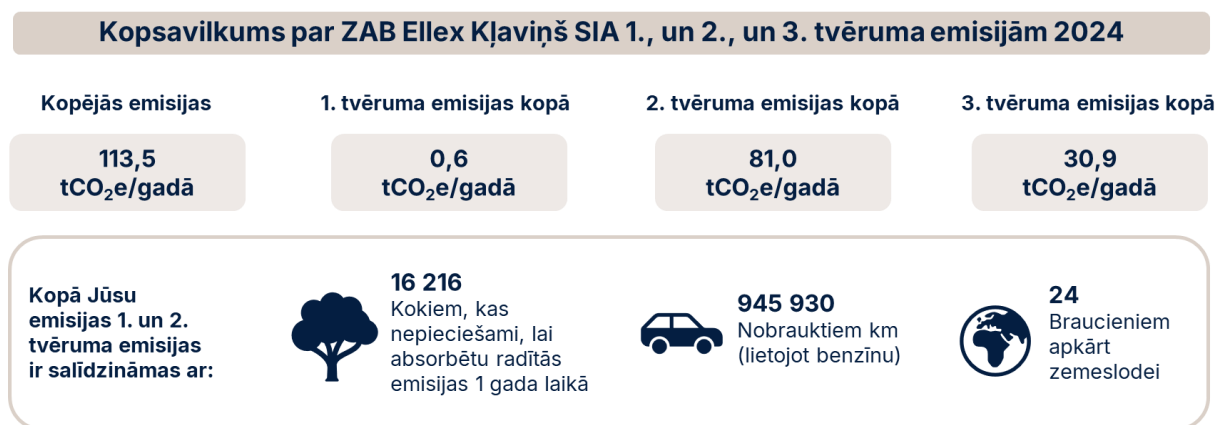 Kopsavilkums par ZAB Ellex Kļaviņš SIA 1., un 2., un 3. tvēruma emisijām 2024
Kopējās emisijas
113,5
tCO₂e/gadā
1. tvēruma emisijas kopā
0,6
tCO₂e/gadā
2. tvēruma emisijas kopā
81,0
tCO₂e/gadā
3. tvēruma emisijas kopā
30,9
tCO₂e/gadā
Kopā Jūsu
emisijas 1. un 2.
tvēruma emisijas
ir salīdzināmas ar:
16 216
Kokiem, kas
nepieciešami, lai
absorbētu radītās
emisijas 1 gada laikā
945 930
Nobrauktiem km
(lietojot benzīnu)
24
Braucieniem
apkārt
zemeslodei